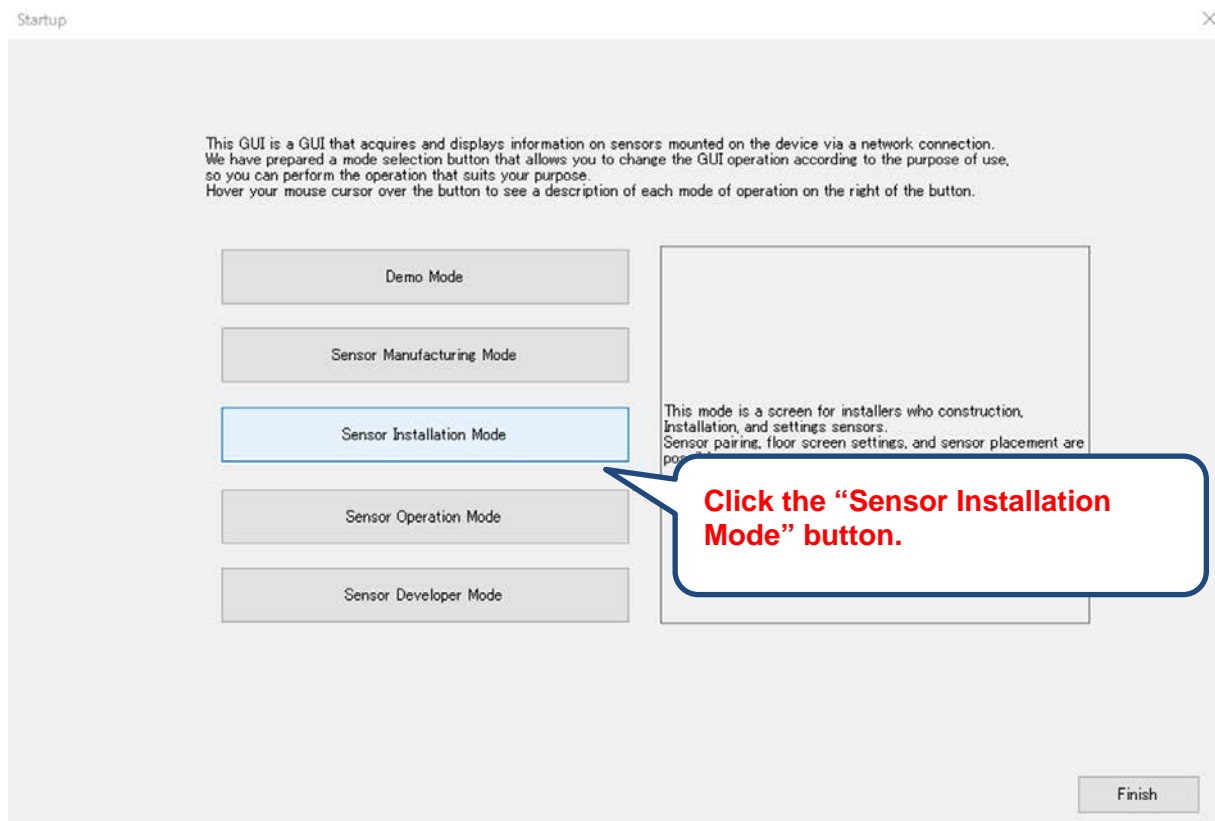 Startup
This GUI is a GUI that acquires and displays information on sensors mounted on the device via a network connection.
We have prepared a mode selection button that allows you to change the GUI operation according to the purpose of use,
so you can perform the operation that suits your purpose.
Hover your mouse cursor over the button to see a description of each mode of operation on the right of the button.
Demo Mode
Sensor Manufacturing Mode
Sensor Installation Mode
Sensor Operation Mode
Sensor Developer Mode
This mode is a screen for installers who construction,
Installation, and settings sensors.
Sensor pairing, floor screen settings, and sensor placement are
Click the “Sensor Installation
Mode” button.
Finish